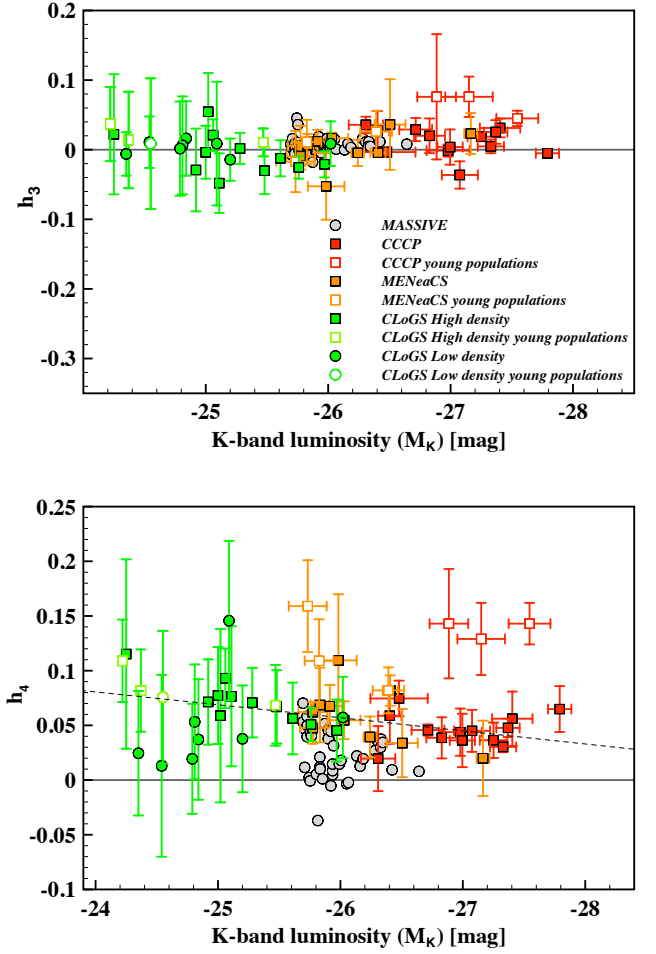 0.2
0.1
0
-0.1
-0.2
-0.3
h3
MASSIVE
CCCP
CCCP young populations
MENeaCS
MENeaCS young populations
CLoGS High density
CLoGS High density young populations
CLoGS Low density
CLoGS Low density young populations
-25 -26 -27 -28
K-band luminosity (MK) [mag]
0.25
0.2
0.15
0.1
0.05
0
-0.05
-0.1
h4
-24 -25 -26 -27 -28
K-band luminosity (MK) [mag]